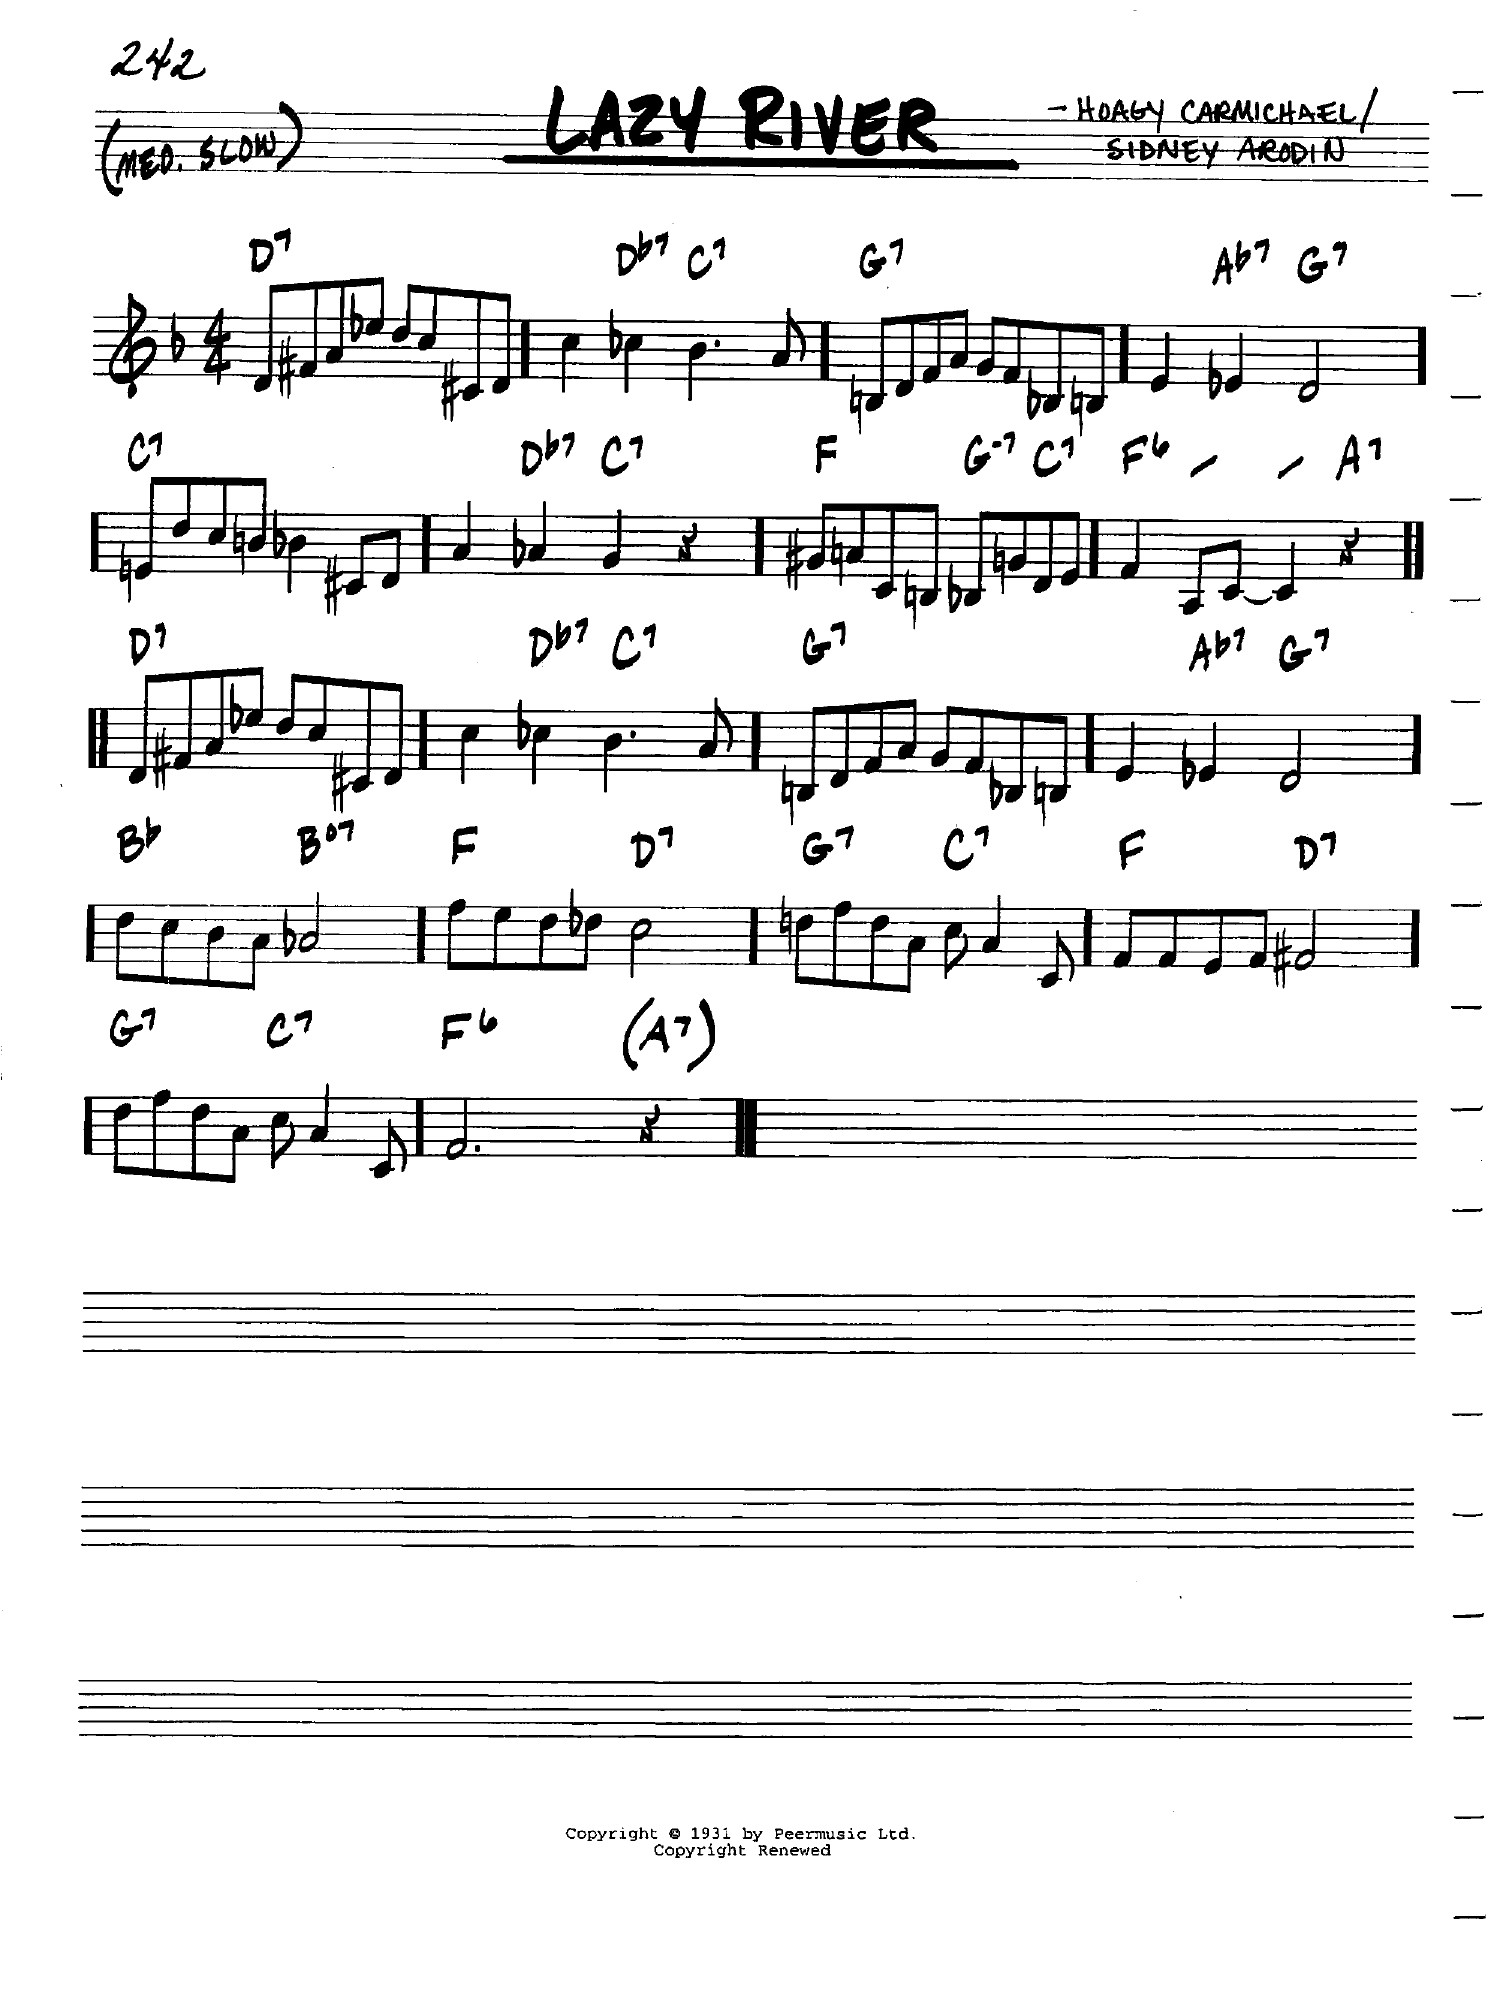 242
(MED. SLOW)
LAZY RIVER
- HOAGY CARMICHAEL/
SIDNEY ARODIN
D7 Db7 C7 G7 Ab7 G7
4/4
C7 Db7 C7 F G-7 C7 F6 / / A7
D7 Db7 C7 G7 Ab7 G7
Bb Bo7 F D7 G7 C7 F D7
G7 C7 F6 (A7)
Copyright © 1931 by Peermusic Ltd.
Copyright Renewed